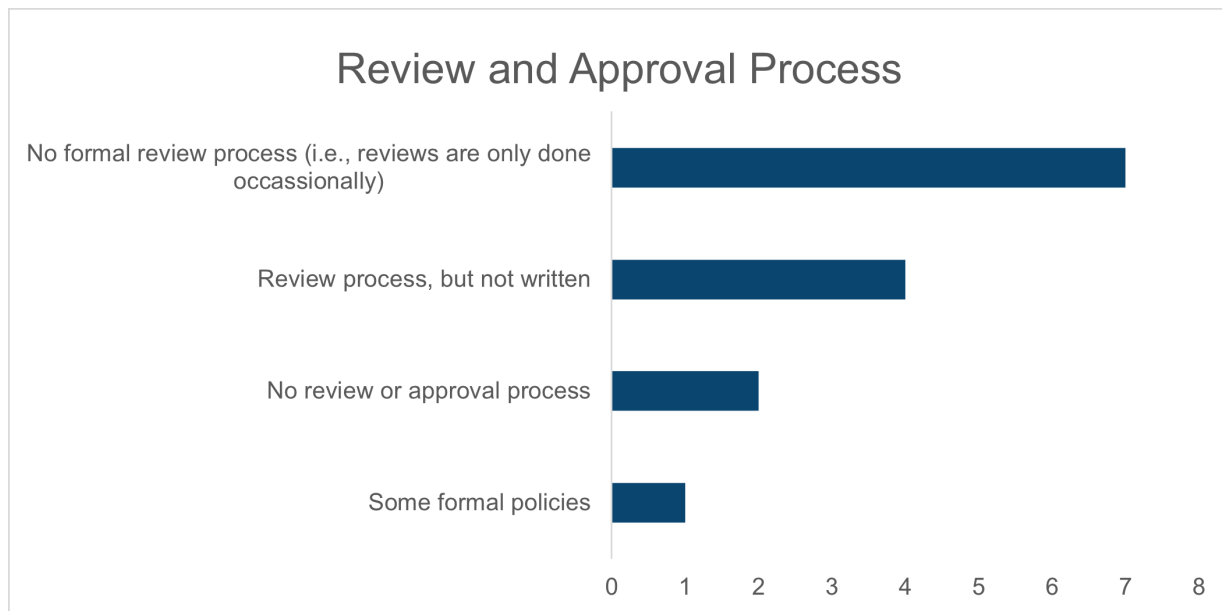 Review and Approval Process
No formal review process (i.e., reviews are only done
occassionally)
Review process, but not written
No review or approval process
Some formal policies
0 1 2 3 4 5 6 7 8